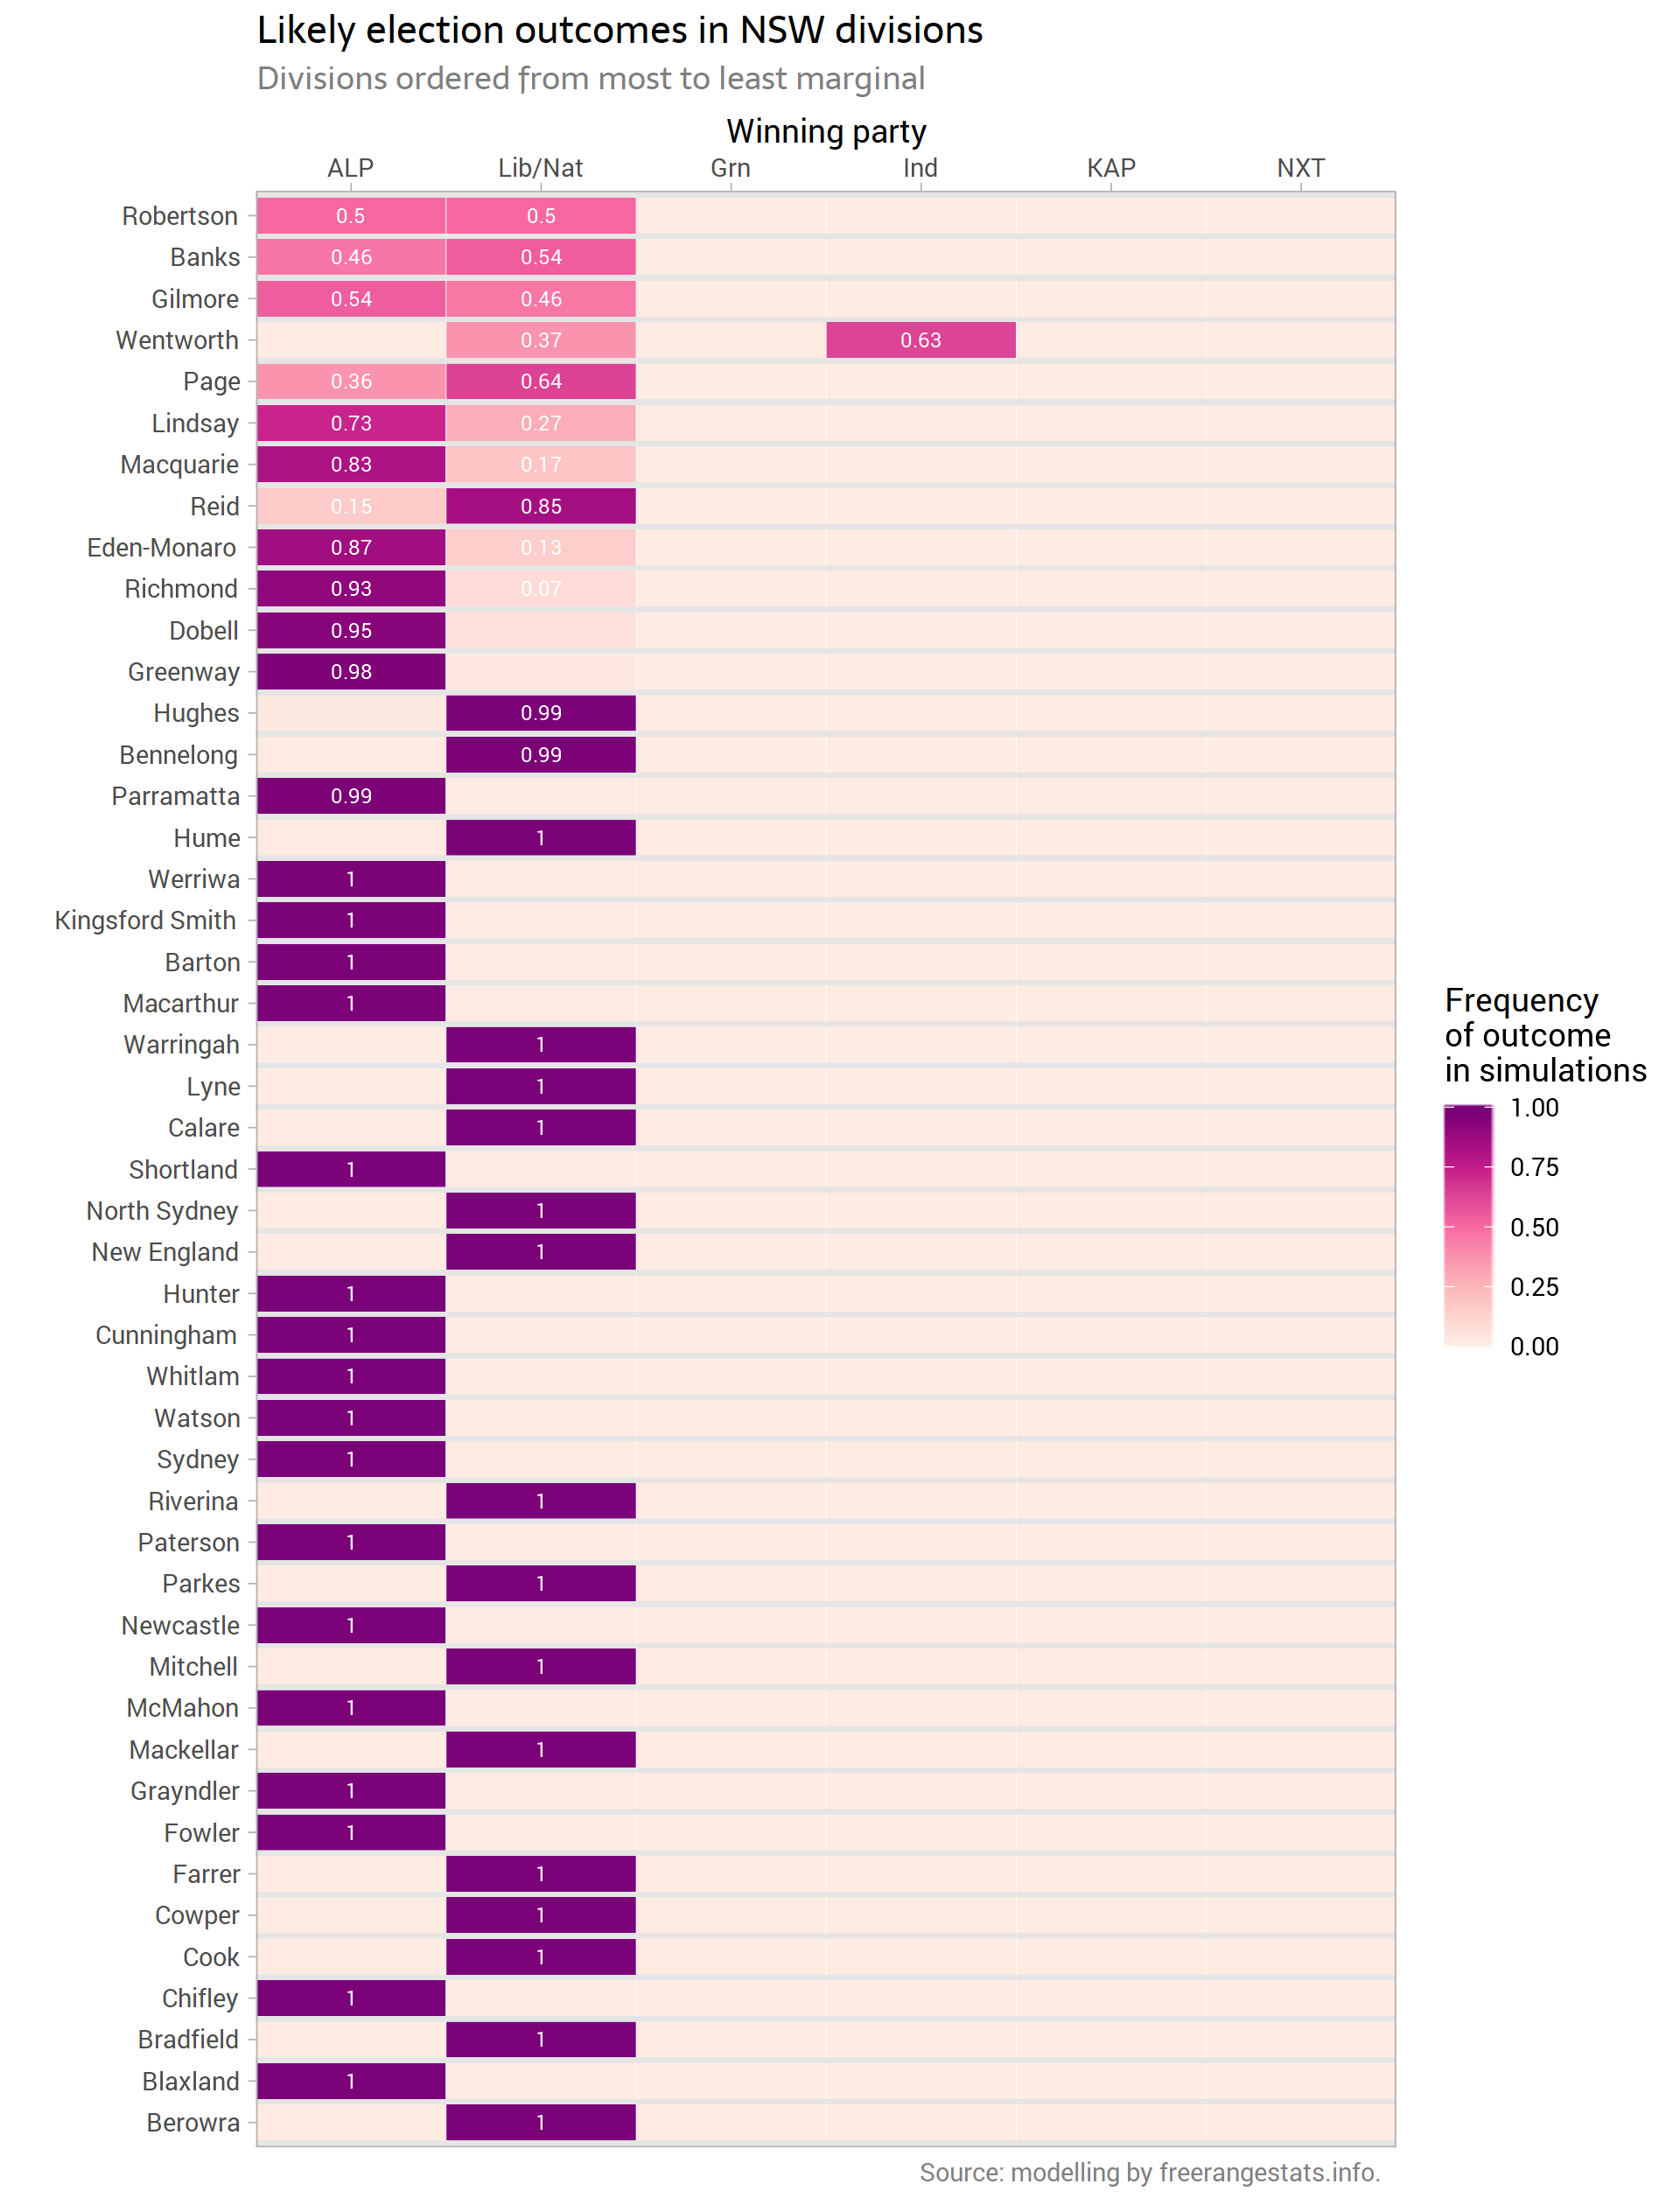 Likely election outcomes in NSW divisions
Divisions ordered from most to least marginal
Winning party
ALP Lib/Nat Grn Ind KAP NXT
Robertson 0.5 0.5
Banks 0.46 0.54
Gilmore 0.54 0.46
Wentworth 0.37 0.63
Page 0.36 0.64
Lindsay 0.73 0.27
Macquarie 0.83 0.17
Reid 0.15 0.85
Eden-Monaro 0.87 0.13
Richmond 0.93 0.07
Dobell 0.95
Greenway 0.98
Hughes 0.99
Bennelong 0.99
Parramatta 0.99
Hume 1
Werriwa 1
Kingsford Smith 1
Barton 1
Macarthur 1
Warringah 1
Lyne 1
Calare 1
Shortland 1
North Sydney 1
New England 1
Hunter 1
Cunningham 1
Whitlam 1
Watson 1
Sydney 1
Riverina 1
Paterson 1
Parkes 1
Newcastle 1
Mitchell 1
McMahon 1
Mackellar 1
Grayndler 1
Fowler 1
Farrer 1
Cowper 1
Cook 1
Chifley 1
Bradfield 1
Blaxland 1
Berowra 1
Frequency
of outcome
in simulations
1.00
0.75
0.50
0.25
0.00
Source: modelling by freerangestats.info.